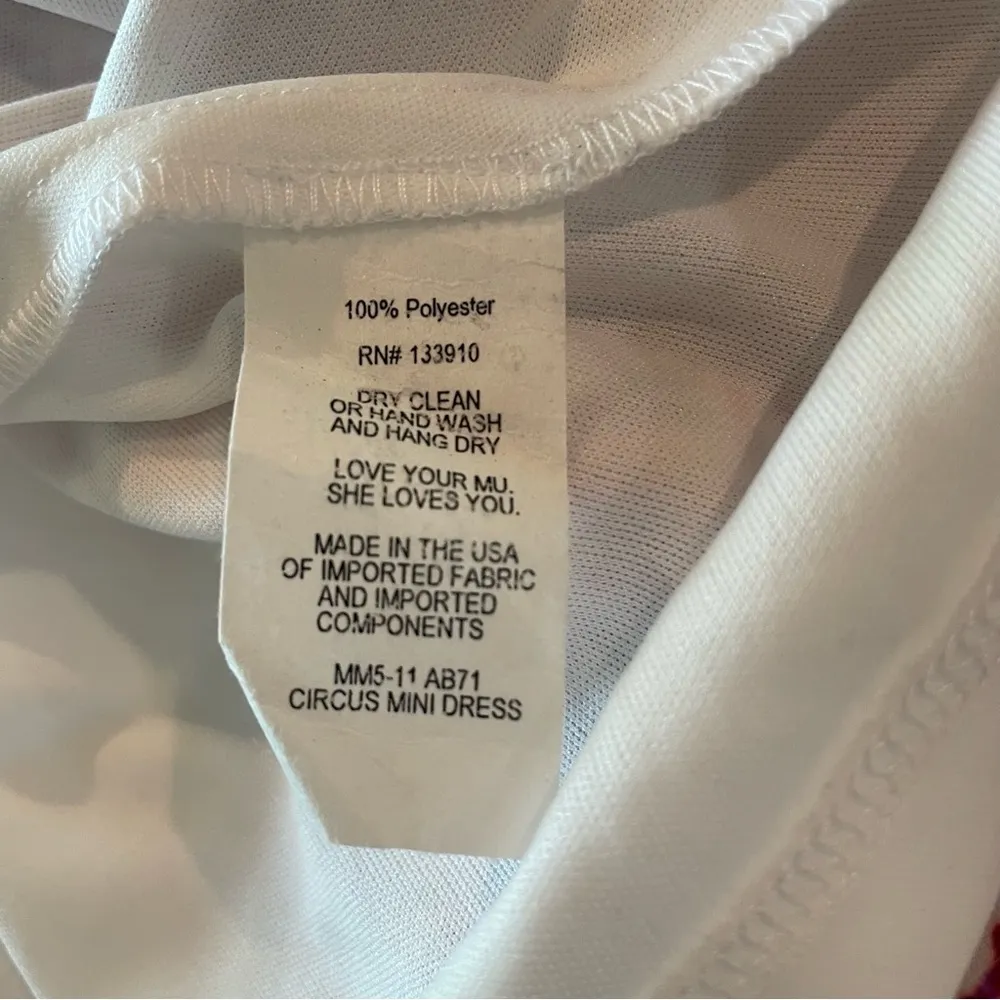 100% Polyester
RN# 133910
DRY CLEAN
OR HAND WASH
AND HANG DRY
LOVE YOUR MU.
SHE LOVES YOU.
MADE IN THE USA
OF IMPORTED FABRIC
AND IMPORTED
COMPONENTS
MM5-11 AB71
CIRCUS MINI DRESS